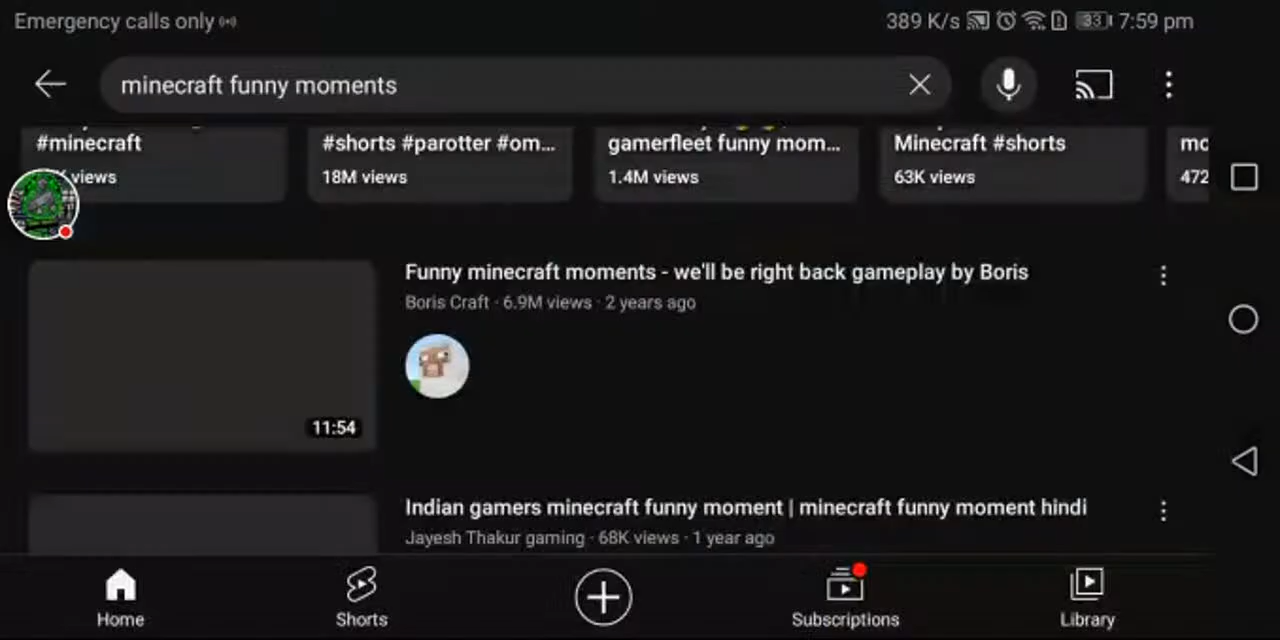 Emergency calls only
389 K/s 33 7:59 pm
minecraft funny moments
#minecraft
#shorts #parotter #om...
gamerfleet funny mom...
Minecraft #shorts
views
18M views
1.4M views
63K views
472
Funny minecraft moments - we'll be right back gameplay by Boris
Boris Craft · 6.9M views · 2 years ago
11:54
Indian gamers minecraft funny moment | minecraft funny moment hindi
Jayesh Thakur gaming · 68K views · 1 year ago
Home
Shorts
Subscriptions
Library